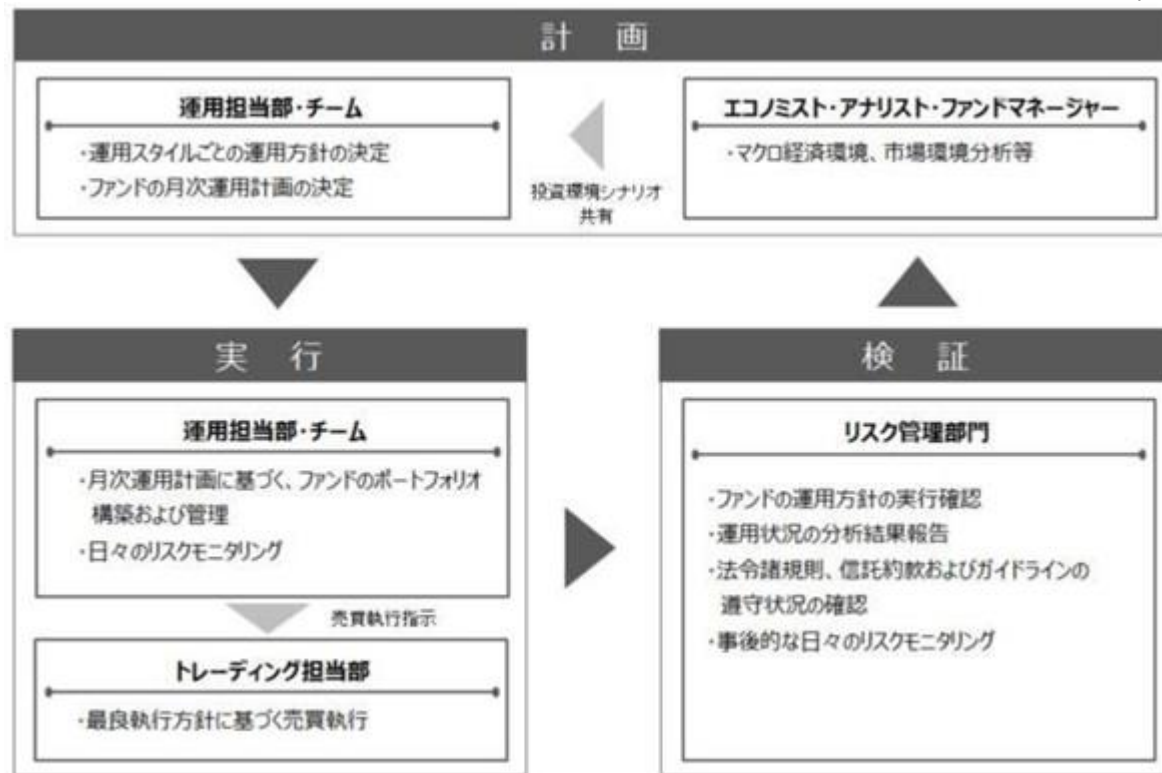 計 画
運用担当部・チーム
・運用スタイルごとの運用方針の決定
・ファンドの月次運用計画の決定
投資環境シナリオ
共有
エコノミスト・アナリスト・ファンドマネージャー
・マクロ経済環境、市場環境分析等
実 行
運用担当部・チーム
・月次運用計画に基づく、ファンドのポートフォリオ
構築および管理
・日々のリスクモニタリング
売買執行指示
トレーディング担当部
・最良執行方針に基づく売買執行
検 証
リスク管理部門
・ファンドの運用方針の実行確認
・運用状況の分析結果報告
・法令諸規則、信託約款およびガイドラインの
遵守状況の確認
・事後的な日々のリスクモニタリング